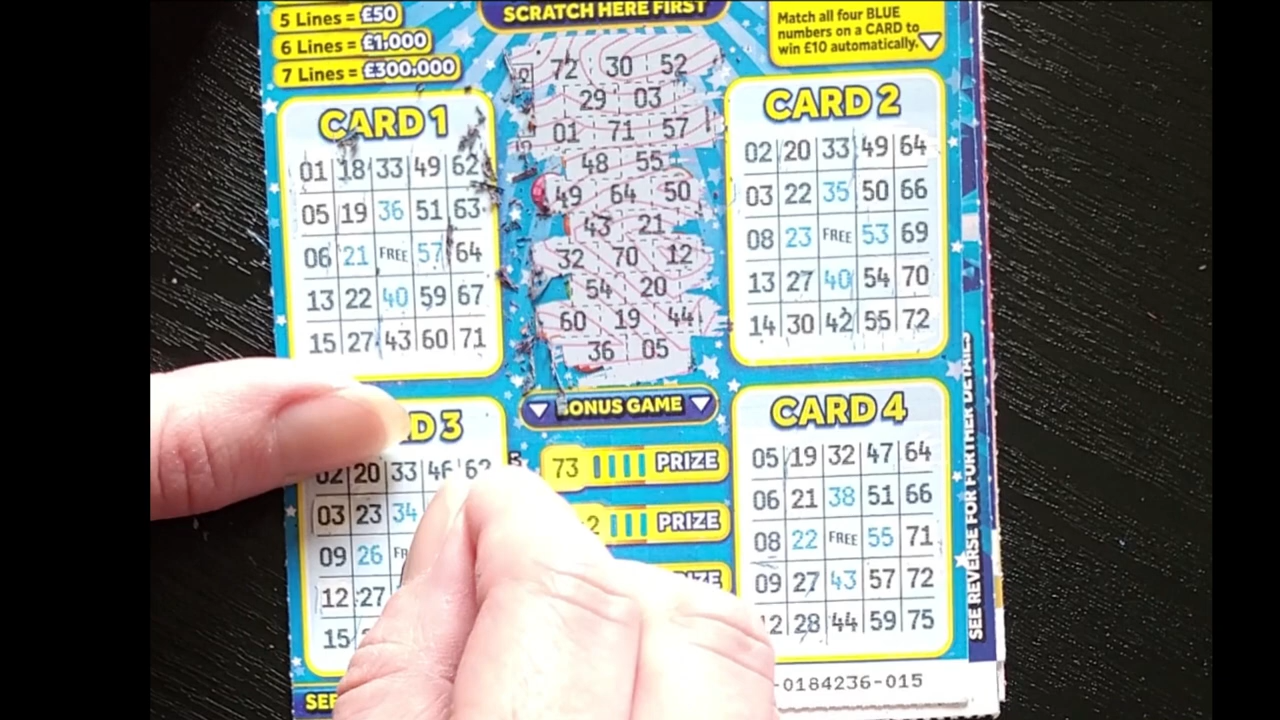 5 Lines = £50
6 Lines = £1,000
7 Lines = £300,000
SCRATCH HERE FIRST
Match all four BLUE
numbers on a CARD to
win £10 automatically.
72 30 52
29 03
01 71 57
48 55
49 64 50
43 21
32 70 12
54 20
60 19 44
36 05
CARD 1
01 18 33 49 62
05 19 36 51 63
06 21 FREE 57 64
13 22 40 59 67
15 27 43 60 71
CARD 2
02 20 33 49 64
03 22 35 50 66
08 23 FREE 53 69
13 27 40 54 70
14 30 42 55 72
D 3
02 20 33 46 62
03 23 34
09 26 FR
12 27
15
BONUS GAME
73 PRIZE
2 PRIZE
CARD 4
05 19 32 47 64
06 21 38 51 66
08 22 FREE 55 71
09 27 43 57 72
12 28 44 59 75
SEE REVERSE FOR FURTHER DETAILS
-0184236-015
SEE